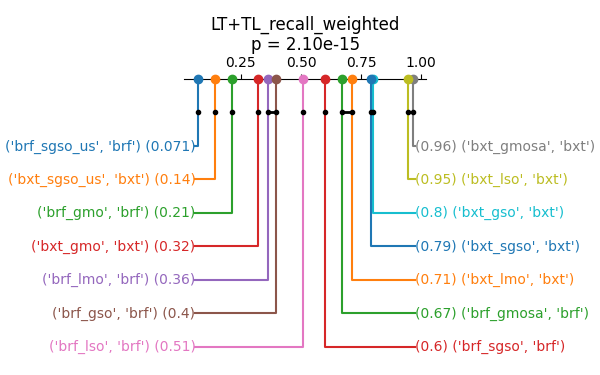 LT+TL_recall_weighted
p = 2.10e-15
0.25 0.50 0.75 1.00
('brf_sgso_us', 'brf') (0.071) (0.96) ('bxt_gmosa', 'bxt')
('bxt_sgso_us', 'bxt') (0.14) (0.95) ('bxt_lso', 'bxt')
('brf_gmo', 'brf') (0.21) (0.8) ('bxt_gso', 'bxt')
('bxt_gmo', 'bxt') (0.32) (0.79) ('bxt_sgso', 'bxt')
('brf_lmo', 'brf') (0.36) (0.71) ('bxt_lmo', 'bxt')
('brf_gso', 'brf') (0.4) (0.67) ('brf_gmosa', 'brf')
('brf_lso', 'brf') (0.51) (0.6) ('brf_sgso', 'brf')